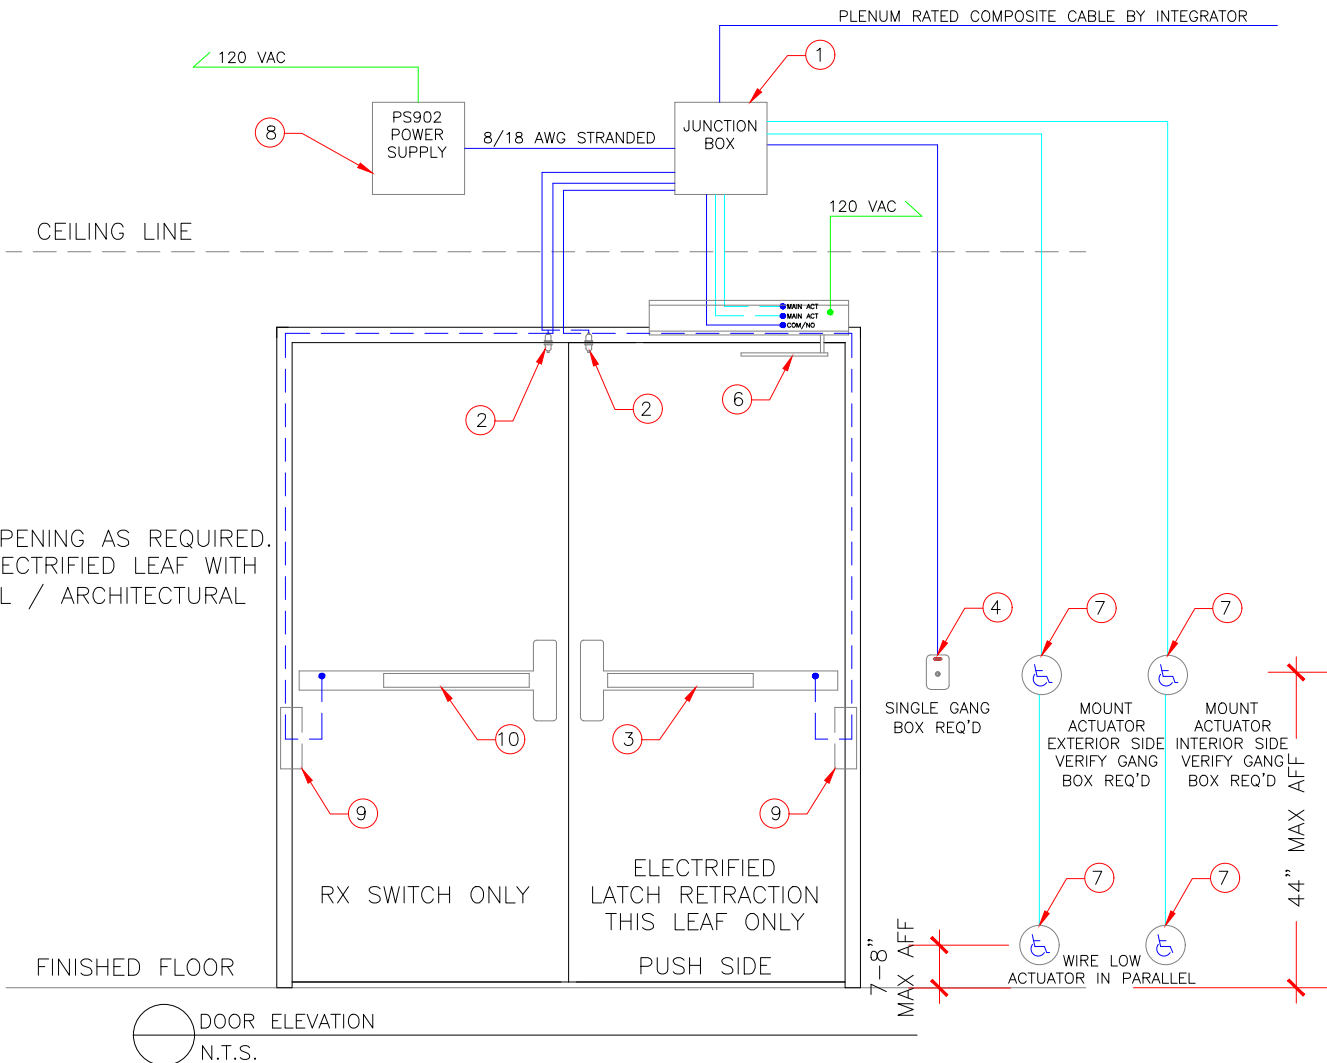 PLENUM RATED COMPOSITE CABLE BY INTEGRATOR
120 VAC
1
PS902
POWER
SUPPLY
8
8/18 AWG STRANDED
JUNCTION
BOX
120 VAC
CEILING LINE
MAIN ACT
MAIN ACT
COM/NO
2
2
6
PENING AS REQUIRED.
ECTRIFIED LEAF WITH
L / ARCHITECTURAL
4
7
7
SINGLE GANG
BOX REQ'D
MOUNT
ACTUATOR
EXTERIOR SIDE
VERIFY GANG
BOX REQ'D
MOUNT
ACTUATOR
INTERIOR SIDE
VERIFY GANG
BOX REQ'D
10
3
9
9
44" MAX AFF
RX SWITCH ONLY
ELECTRIFIED
LATCH RETRACTION
THIS LEAF ONLY
PUSH SIDE
7
7
7-8"
MAX AFF
WIRE LOW
ACTUATOR IN PARALLEL
FINISHED FLOOR
DOOR ELEVATION
N.T.S.